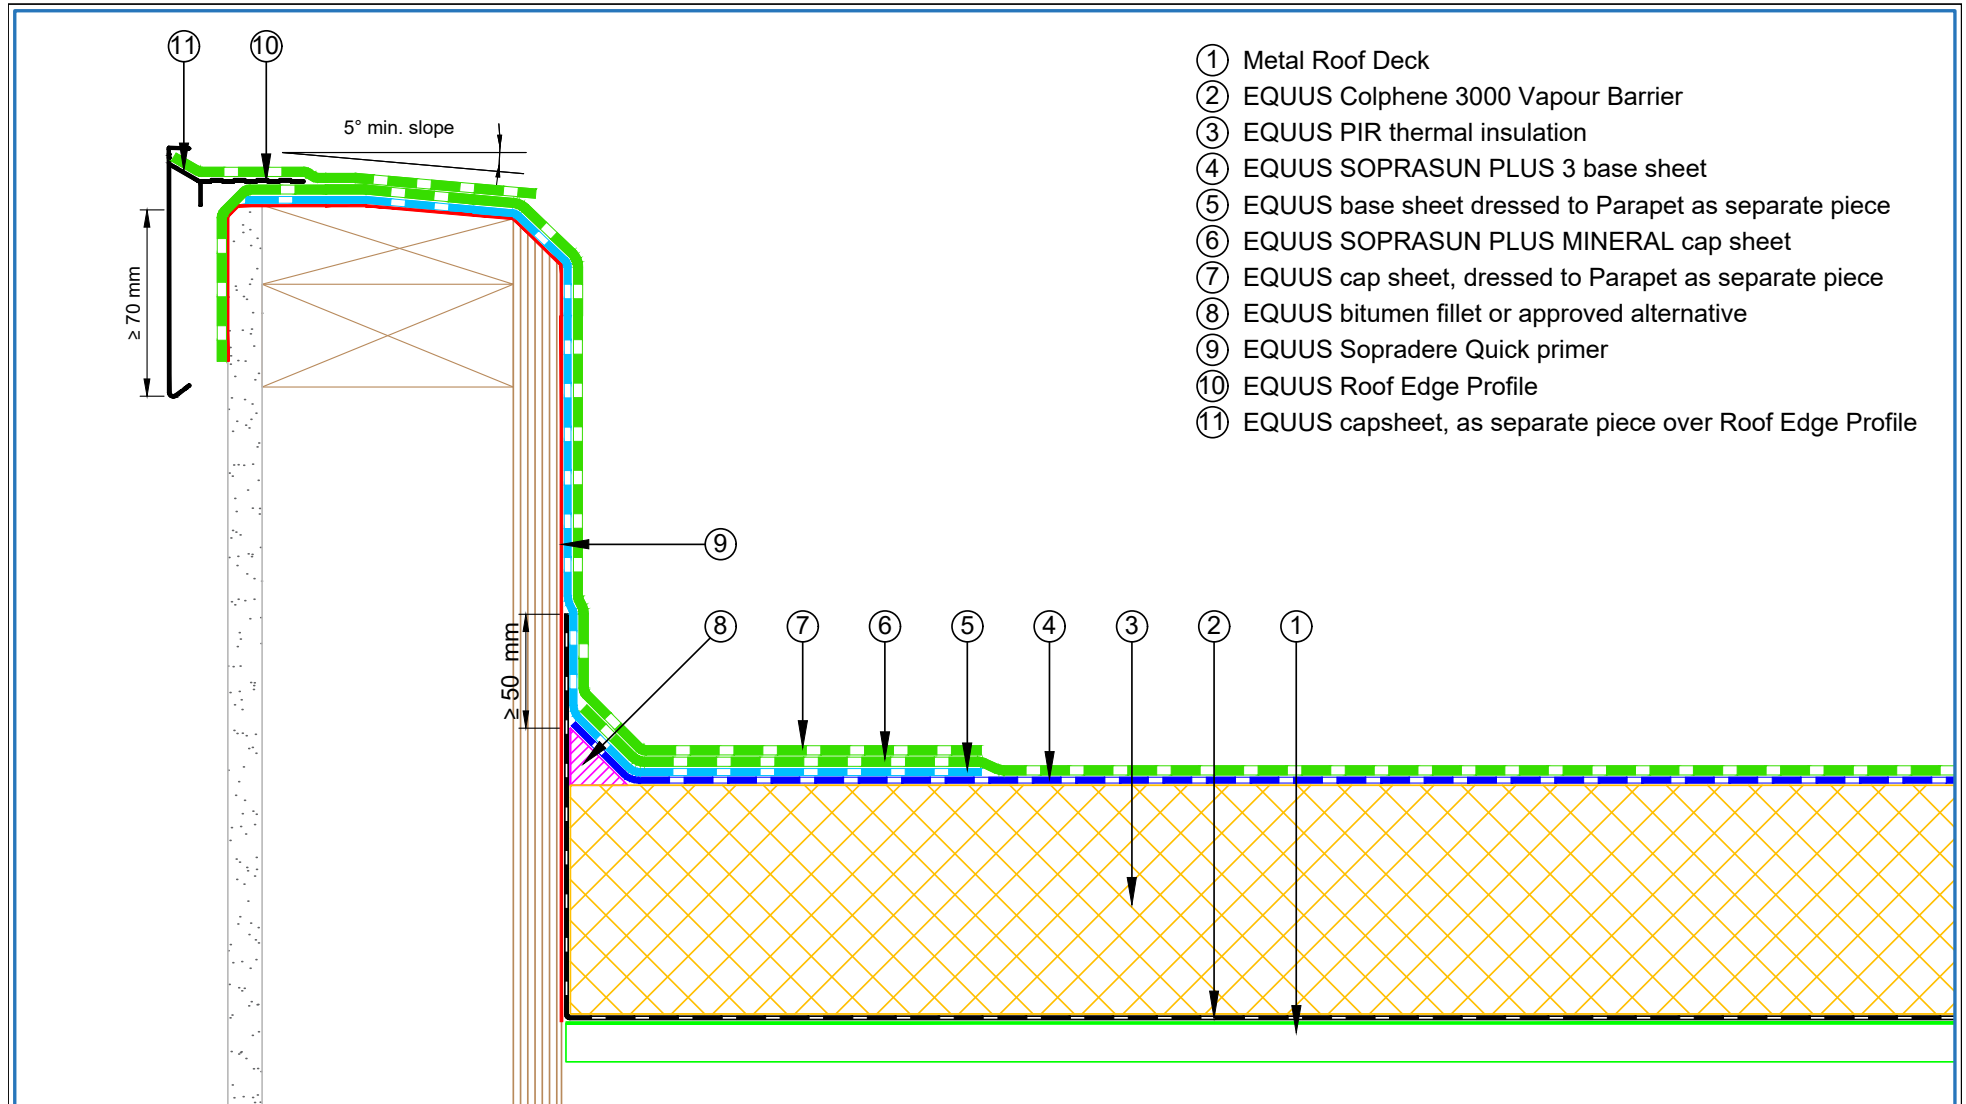 11 10
5° min. slope
≥ 70 mm
1 Metal Roof Deck
2 EQUUS Colphene 3000 Vapour Barrier
3 EQUUS PIR thermal insulation
4 EQUUS SOPRASUN PLUS 3 base sheet
5 EQUUS base sheet dressed to Parapet as separate piece
6 EQUUS SOPRASUN PLUS MINERAL cap sheet
7 EQUUS cap sheet, dressed to Parapet as separate piece
8 EQUUS bitumen fillet or approved alternative
9 EQUUS Sopradere Quick primer
10 EQUUS Roof Edge Profile
11 EQUUS capsheet, as separate piece over Roof Edge Profile
9
≥ 50 mm
8 7 6 5 4 3 2 1